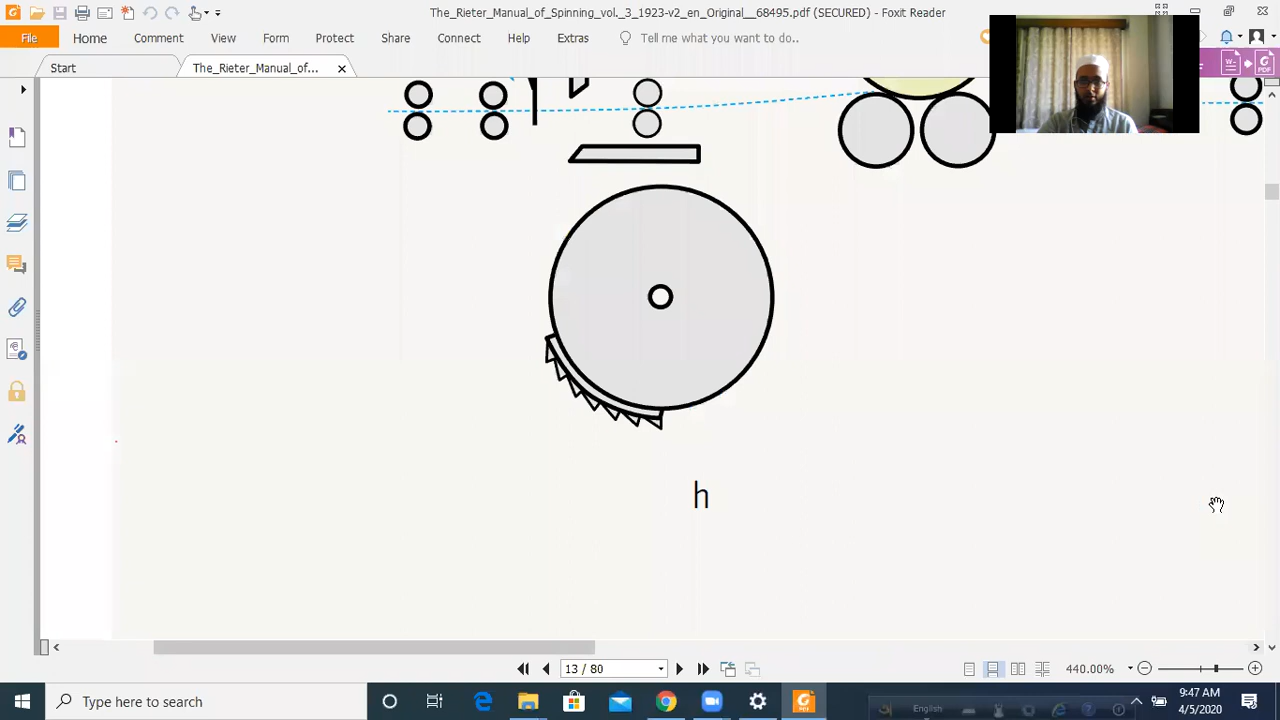 The_Rieter_Manual_of_Spinning_vol._3_1923-v2_en_Original__68495.pdf (SECURED) - Foxit Reader
File Home Comment View Form Protect Share Connect Help Extras Tell me what you want to do..
Start The_Rieter_Manual_of...
h
13 / 80 440.00%
Type here to search
English
9:47 AM
4/5/2020